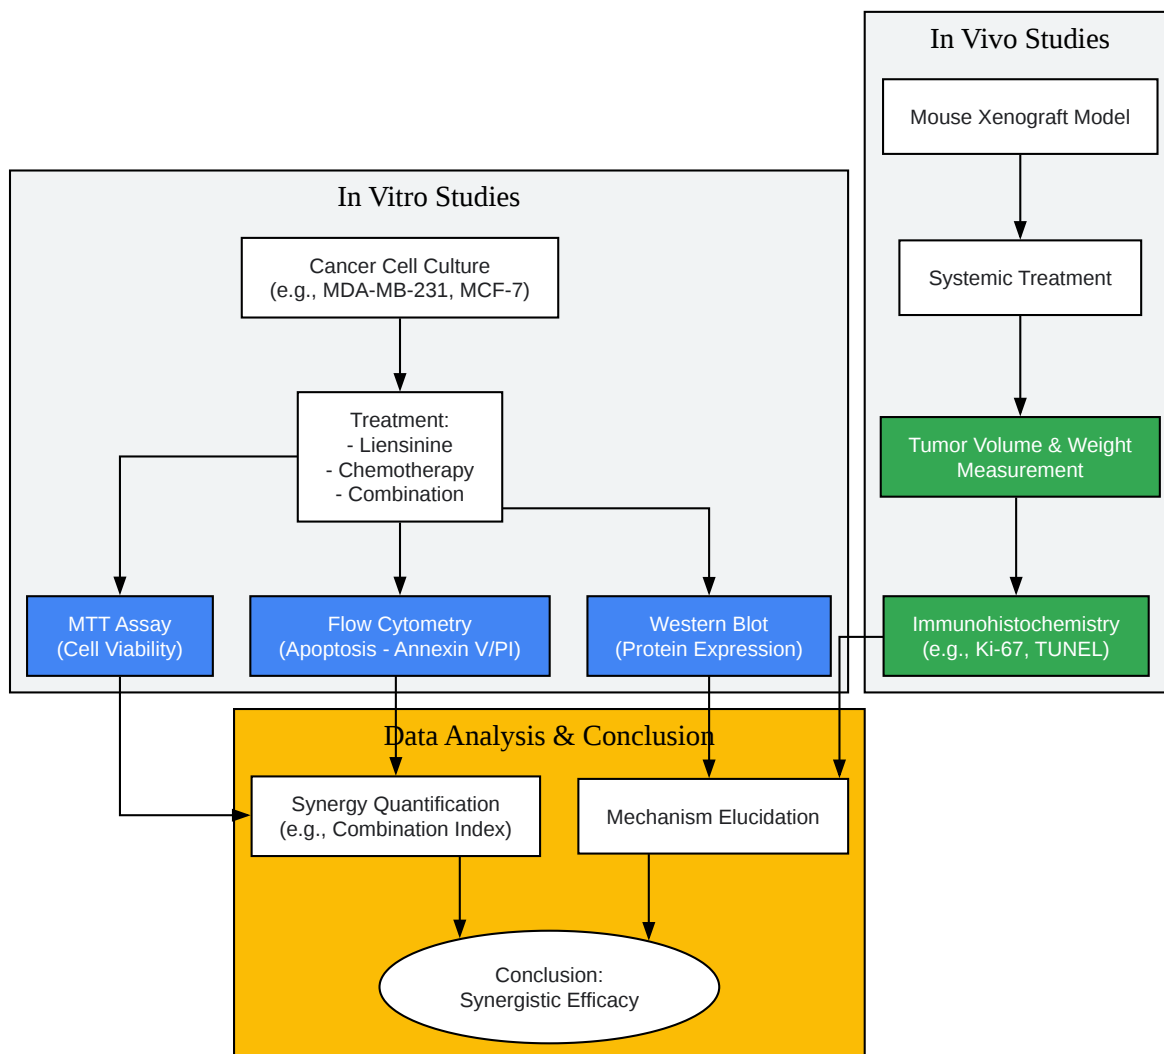 In Vivo Studies
Mouse Xenograft Model
Systemic Treatment
Tumor Volume & Weight
Measurement
Immunohistochemistry
(e.g., Ki-67, TUNEL)
In Vitro Studies
Cancer Cell Culture
(e.g., MDA-MB-231, MCF-7)
Treatment:
- Liensinine
- Chemotherapy
- Combination
MTT Assay
(Cell Viability)
Flow Cytometry
(Apoptosis - Annexin V/PI)
Western Blot
(Protein Expression)
Data Analysis & Conclusion
Synergy Quantification
(e.g., Combination Index)
Mechanism Elucidation
Conclusion:
Synergistic Efficacy